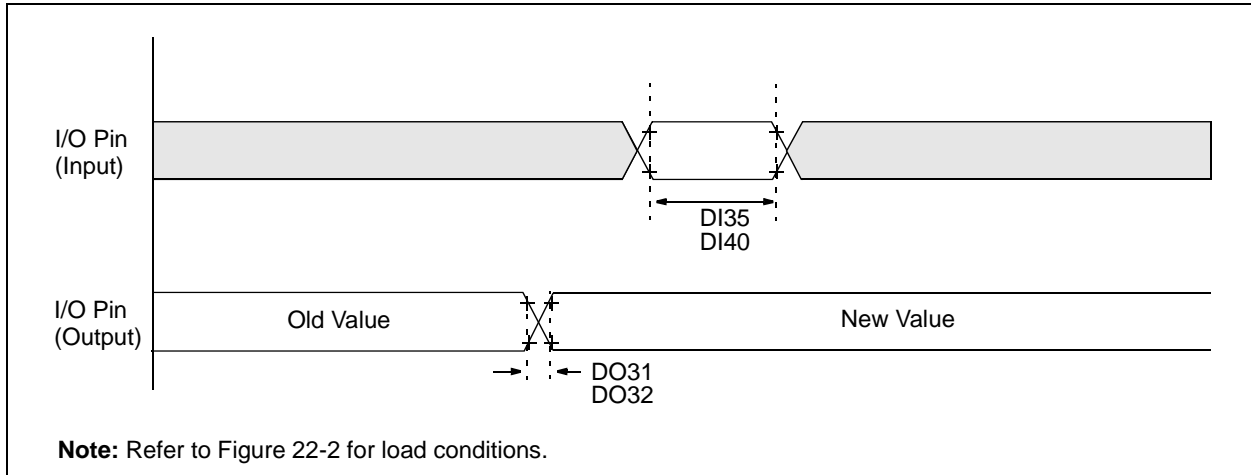 I/O Pin
(Input)
DI35
DI40
I/O Pin
(Output)
Old Value
New Value
DO31
DO32
Note: Refer to Figure 22-2 for load conditions.